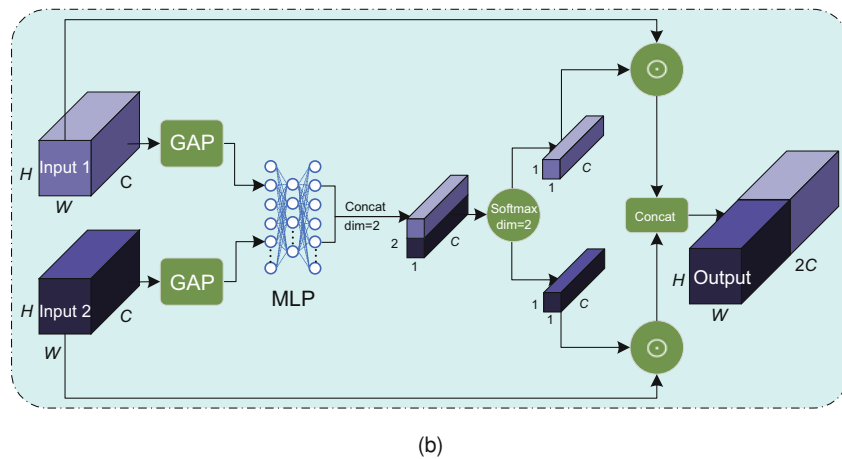 Input 1
H
W
C
GAP
Input 2
H
W
C
GAP
MLP
Concat
dim=2
2
1
C
Softmax
dim=2
1
1
C
1
1
C
Concat
Output
H
W
2C
(b)